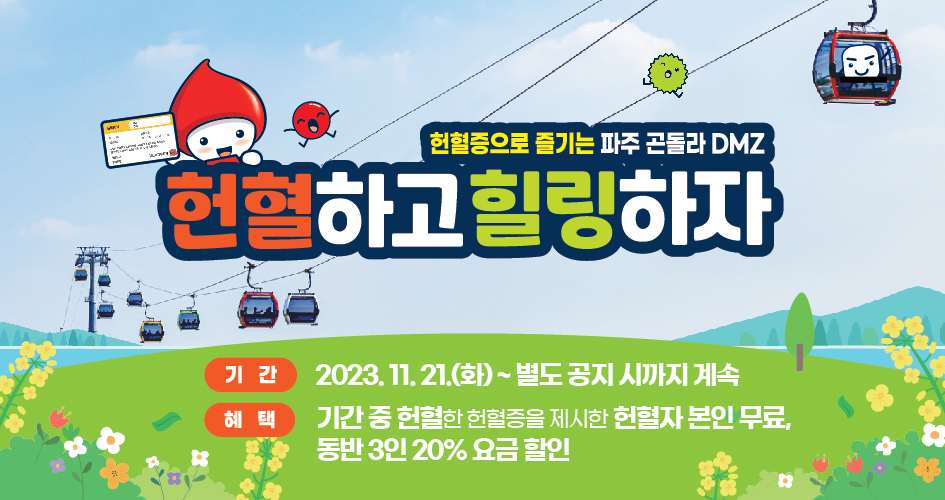 헌혈증으로 즐기는 파주 곤돌라 DMZ
헌혈하고 힐링하자
기 간
2023. 11. 21.(화) ~ 별도 공지 시까지 계속
혜 택
기간 중 헌혈한 헌혈증을 제시한 헌혈자 본인 무료,
동반 3인 20% 요금 할인